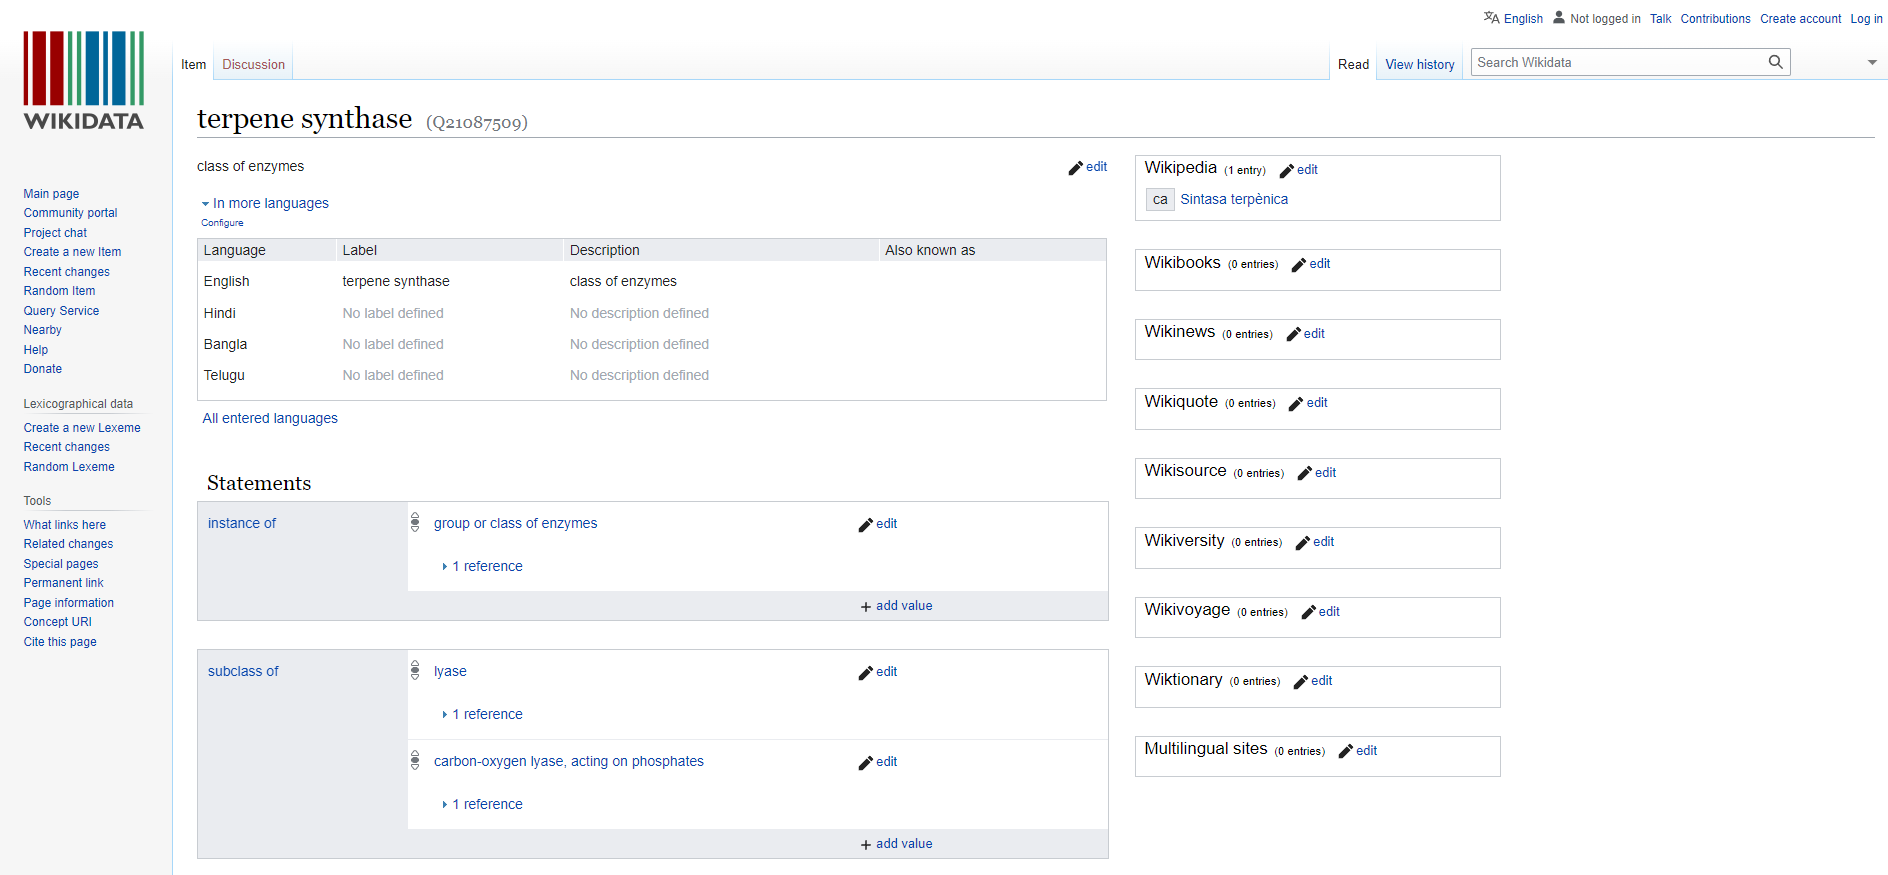 English Not logged in Talk Contributions Create account Log in
WIKIDATA
Item Discussion
Read View history Search Wikidata
terpene synthase (Q21087509)
class of enzymes
edit
In more languages
Configure
Language Label Description Also known as
English terpene synthase class of enzymes
Hindi No label defined No description defined
Bangla No label defined No description defined
Telugu No label defined No description defined
All entered languages
Statements
instance of
group or class of enzymes
edit
1 reference
+ add value
subclass of
lyase
edit
1 reference
carbon-oxygen lyase, acting on phosphates
edit
1 reference
+ add value
Wikipedia (1 entry) edit
ca Sintasa terpènica
Wikibooks (0 entries) edit
Wikinews (0 entries) edit
Wikiquote (0 entries) edit
Wikisource (0 entries) edit
Wikiversity (0 entries) edit
Wikivoyage (0 entries) edit
Wiktionary (0 entries) edit
Multilingual sites (0 entries) edit
Main page
Community portal
Project chat
Create a new Item
Recent changes
Random Item
Query Service
Nearby
Help
Donate
Lexicographical data
Create a new Lexeme
Recent changes
Random Lexeme
Tools
What links here
Related changes
Special pages
Permanent link
Page information
Concept URI
Cite this page